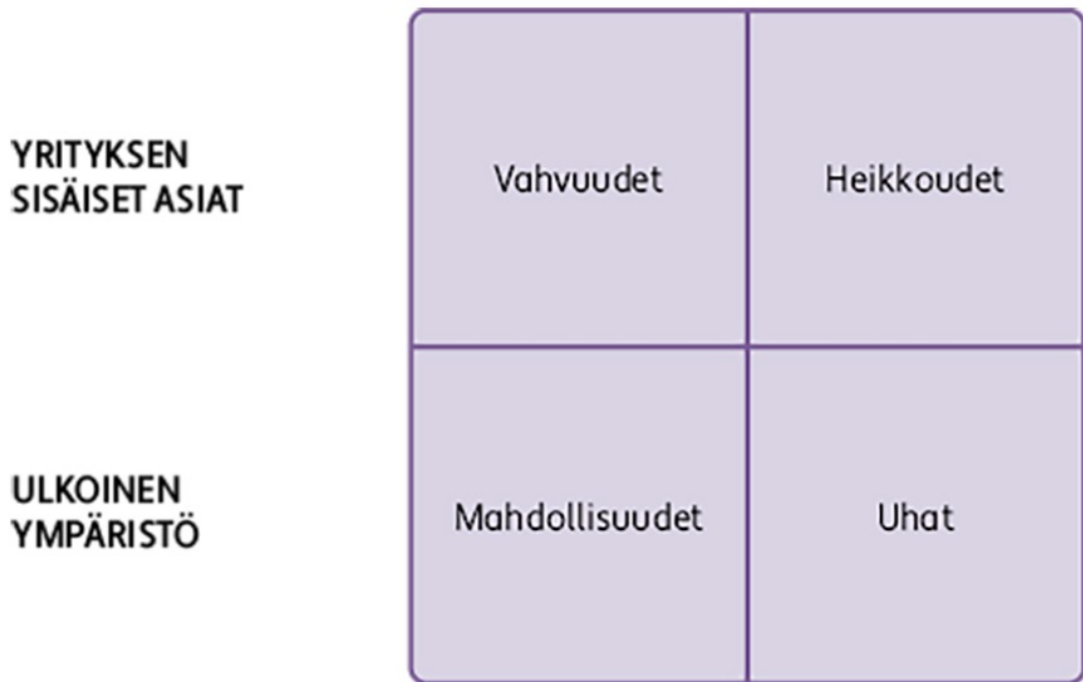 YRITYKSEN
SISÄISET ASIAT
Vahvuudet
Heikkoudet
ULKOINEN
YMPÄRISTÖ
Mahdollisuudet
Uhat